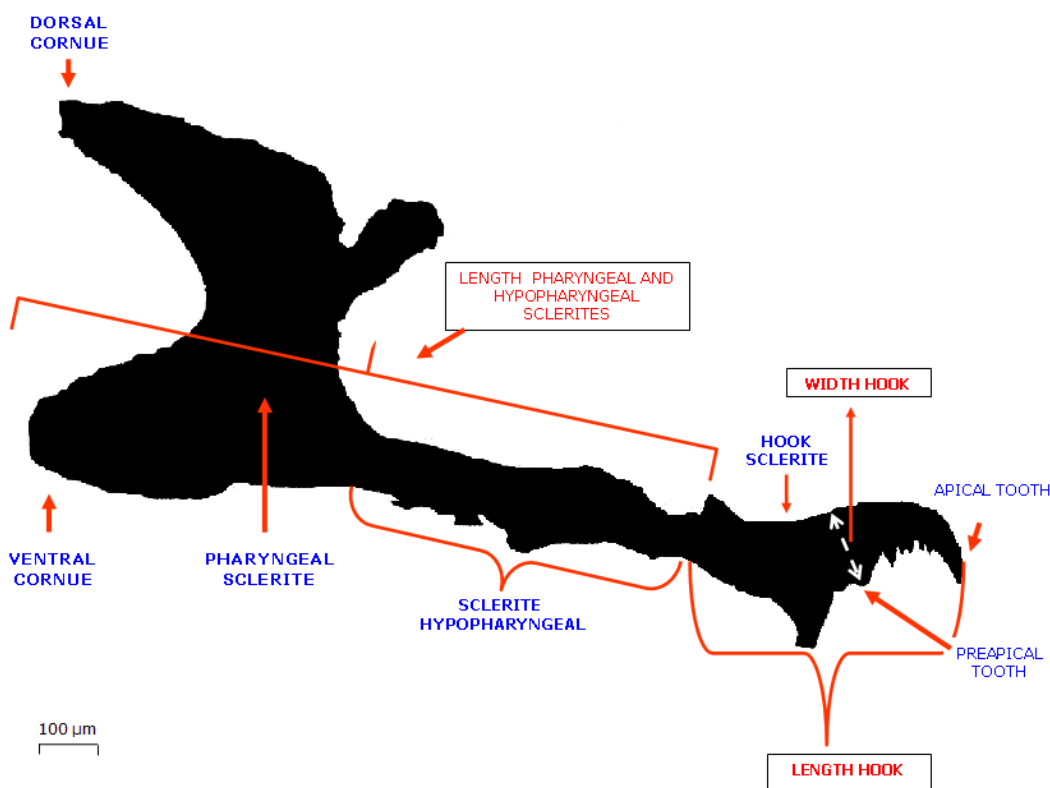 DORSAL
CORNUE
LENGTH PHARYNGEAL AND
HYPOPHARYNGEAL
SCLERITES
WIDTH HOOK
HOOK
SCLERITE
APICAL TOOTH
VENTRAL
CORNUE
PHARYNGEAL
SCLERITE
SCLERITE
HYPOPHARYNGEAL
PREAPICAL
TOOTH
100 µm
LENGTH HOOK